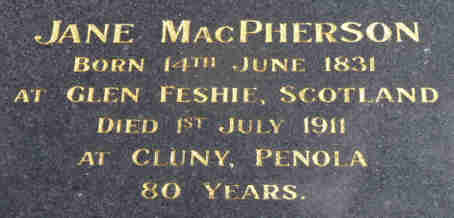 JANE MACPHERSON
BORN 14TH JUNE 1831
AT GLEN FESHIE, SCOTLAND
DIED 1ST JULY 1911
AT CLUNY, PENOLA
80 YEARS.